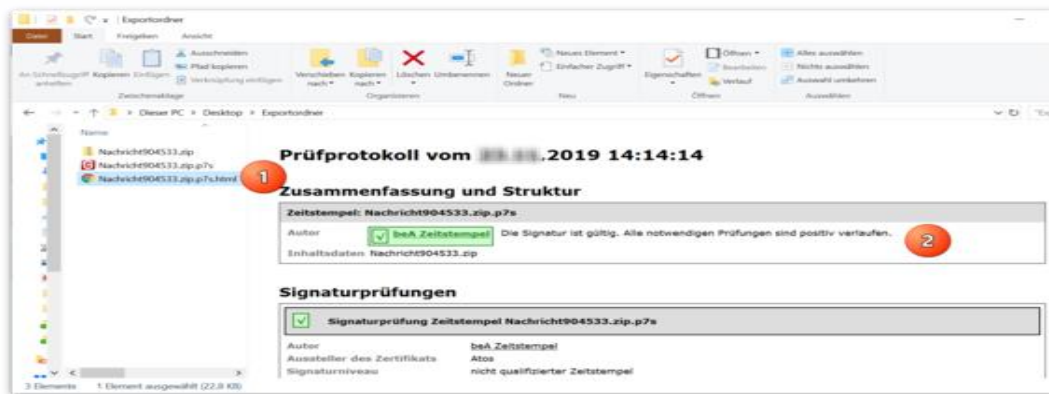 Exportordner
Datei Start Freigeben Ansicht
An Schnellzugriff anheften
Kopieren Einfügen
Ausschneiden
Pfad kopieren
Verknüpfung einfügen
Zwischenablage
Verschieben nach
Kopieren nach
Löschen Umbenennen
Organisieren
Neuer Ordner
Neues Element
Einfacher Zugriff
Neu
Eigenschaften
Öffnen
Bearbeiten
Verlauf
Öffnen
Alles auswählen
Nichts auswählen
Auswahl umkehren
Auswählen
Dieser PC > Desktop > Exportordner
Name
Nachricht904533.zip
Nachricht904533.zip.p7s
Nachricht904533.zip.p7s.html
1
Prüfprotokoll vom .2019 14:14:14
Zusammenfassung und Struktur
Zeitstempel: Nachricht904533.zip.p7s
Autor beA Zeitstempel Die Signatur ist gültig. Alle notwendigen Prüfungen sind positiv verlaufen.
2
Inhaltsdaten Nachricht904533.zip
Signaturprüfungen
Signaturprüfung Zeitstempel Nachricht904533.zip.p7s
Autor beA Zeitstempel
Aussteller des Zertifikats Atos
Signaturniveau nicht qualifizierter Zeitstempel
3 Elemente 1 Element ausgewählt (22,8 KB)